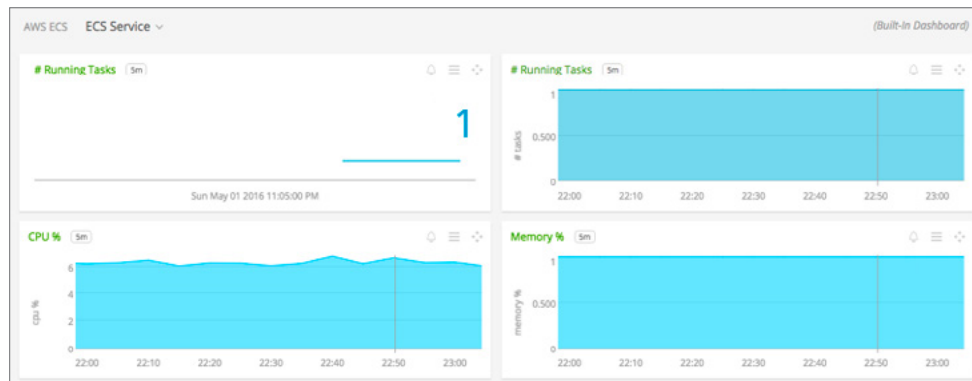 AWS ECS ECS Service (Built-In Dashboard)
# Running Tasks 5m
1
Sun May 01 2016 11:05:00 PM
# Running Tasks 5m
# tasks
1
0.500
0
22:00 22:10 22:20 22:30 22:40 22:50 23:00
CPU % 5m
cpu %
6
4
2
0
22:00 22:10 22:20 22:30 22:40 22:50 23:00
Memory % 5m
memory %
1
0.500
0
22:00 22:10 22:20 22:30 22:40 22:50 23:00